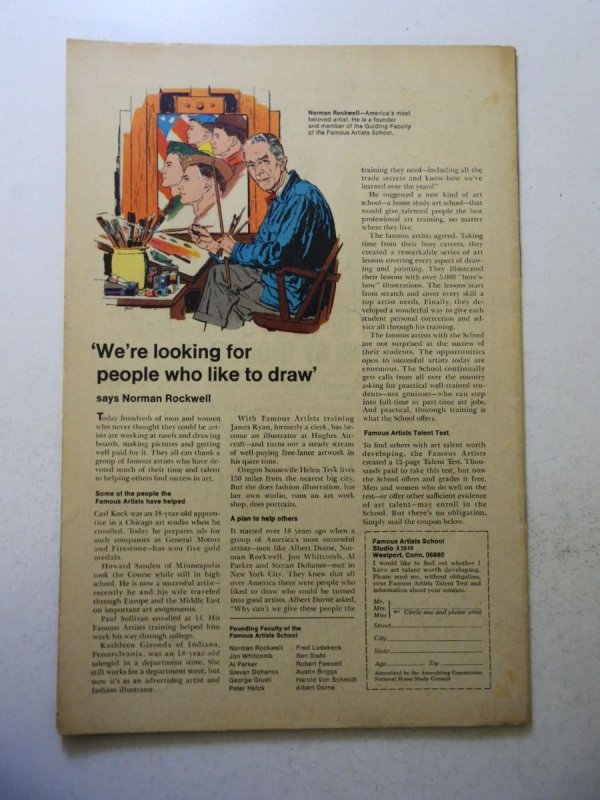 Norman Rockwell—America's most
beloved artist. He is a founder
and member of the Guiding Faculty
of the Famous Artists School.
'We're looking for
people who like to draw'
says Norman Rockwell
Today hundreds of men and women
who never thought they could be art-
ists are working at easels and drawing
boards, making pictures and getting
well paid for it. They all can thank a
group of famous artists who have de-
voted much of their time and talent
to helping others find success in art.
Some of the people the
Famous Artists have helped
Carl Kock was an 18-year-old appren-
tice in a Chicago art studio when he
enrolled. Today he prepares ads for
such companies as General Motors
and Firestone—has won five gold
medals.
Howard Sanden of Minneapolis
took the Course while still in high
school. He is now a successful artist—
recently he and his wife traveled
through Europe and the Middle East
on important art assignments.
Paul Sullivan enrolled at 14. His Fa-
mous Artists training helped him
work his way through college.
Kathleen Gironda of Indiana,
Pennsylvania, was an 18-year old
salesgirl in a department store. She
still works for a department store, but
now it's as an advertising artist and
fashion illustrator.
With Famous Artists training
James Ryan, formerly a clerk, has be-
come an illustrator at Hughes Air-
craft—and turns out a steady stream
of well-paying free-lance artwork in
his spare time.
Oregon housewife Helen Tryk lives
150 miles from the nearest big city.
But she does fashion illustration, has
her own studio, runs an art work
shop, does portraits.
A plan to help others
It started over 18 years ago when a
group of America's most successful
artists—men like Albert Dorne, Nor-
man Rockwell, Jon Whitcomb, Al
Parker and Stevan Dohanos—met in
New York City. They knew that all
over America there were people who
liked to draw who could be turned
into good artists. Albert Dorne asked,
"Why can't we give these people the
Founding Faculty of the
Famous Artists School
Norman Rockwell
Jon Whitcomb
Al Parker
Stevan Dohanos
George Giusti
Peter Helck
Fred Ludekens
Ben Stahl
Robert Fawcett
Austin Briggs
Harold Von Schmidt
Albert Dorne
training they need—including all the
trade secrets and know-how we've
learned over the years?"
He suggested a new kind of art
school—a home study art school—that
would give talented people the best
professional art training, no matter
where they live.
The famous artists agreed. Taking
time from their busy careers, they
created a remarkable series of art
lessons covering every aspect of draw-
ing and painting. They illustrated
their lessons with over 5,000 "here's-
how" illustrations. The lessons start
from scratch and cover every skill a
top artist needs. Finally, they de-
veloped a wonderful way to give each
student personal correction and ad-
vice all through his training.
The famous artists with the School
are not surprised at the success of
their students. The opportunities
open to successful artists today are
enormous. The School continually
gets calls from all over the country
asking for practical well-trained stu-
dents—not geniuses—who can step
into full-time or part-time art jobs.
And practical, thorough training is
what the School offers.
Famous Artists Talent Test
To find others with art talent worth
developing, the Famous Artists
created a 12-page Talent Test. Thou-
sands paid to take this test, but now
the School offers and grades it free.
Men and women who do well on the
test—or offer other sufficient evidence
of art talent—may enroll in the
School. But there's no obligation.
Simply mail the coupon below.
Famous Artists School
Studio A-5849
Westport, Conn. 06880
I would like to find out whether I
have art talent worth developing.
Please send me, without obligation,
your Famous Artists Talent Test and
information about your courses.
Mr.
Mrs.
Miss ← Circle one and please print
Street
City
State
Age Zip
Accredited by the Accrediting Commission
National Home Study Council